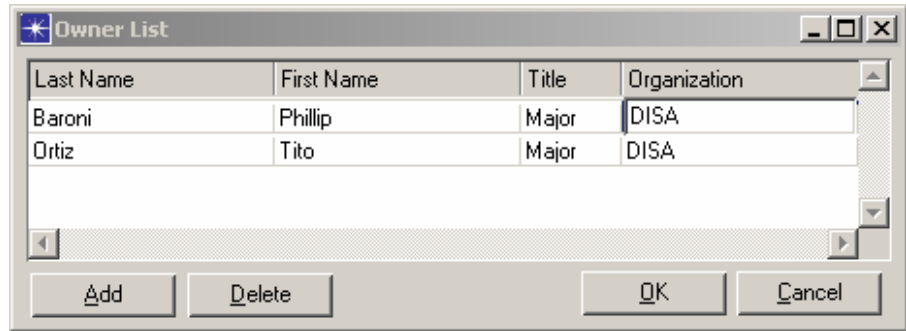 Owner List
Last Name First Name Title Organization
Baroni Phillip Major DISA
Ortiz Tito Major DISA
Add Delete OK Cancel